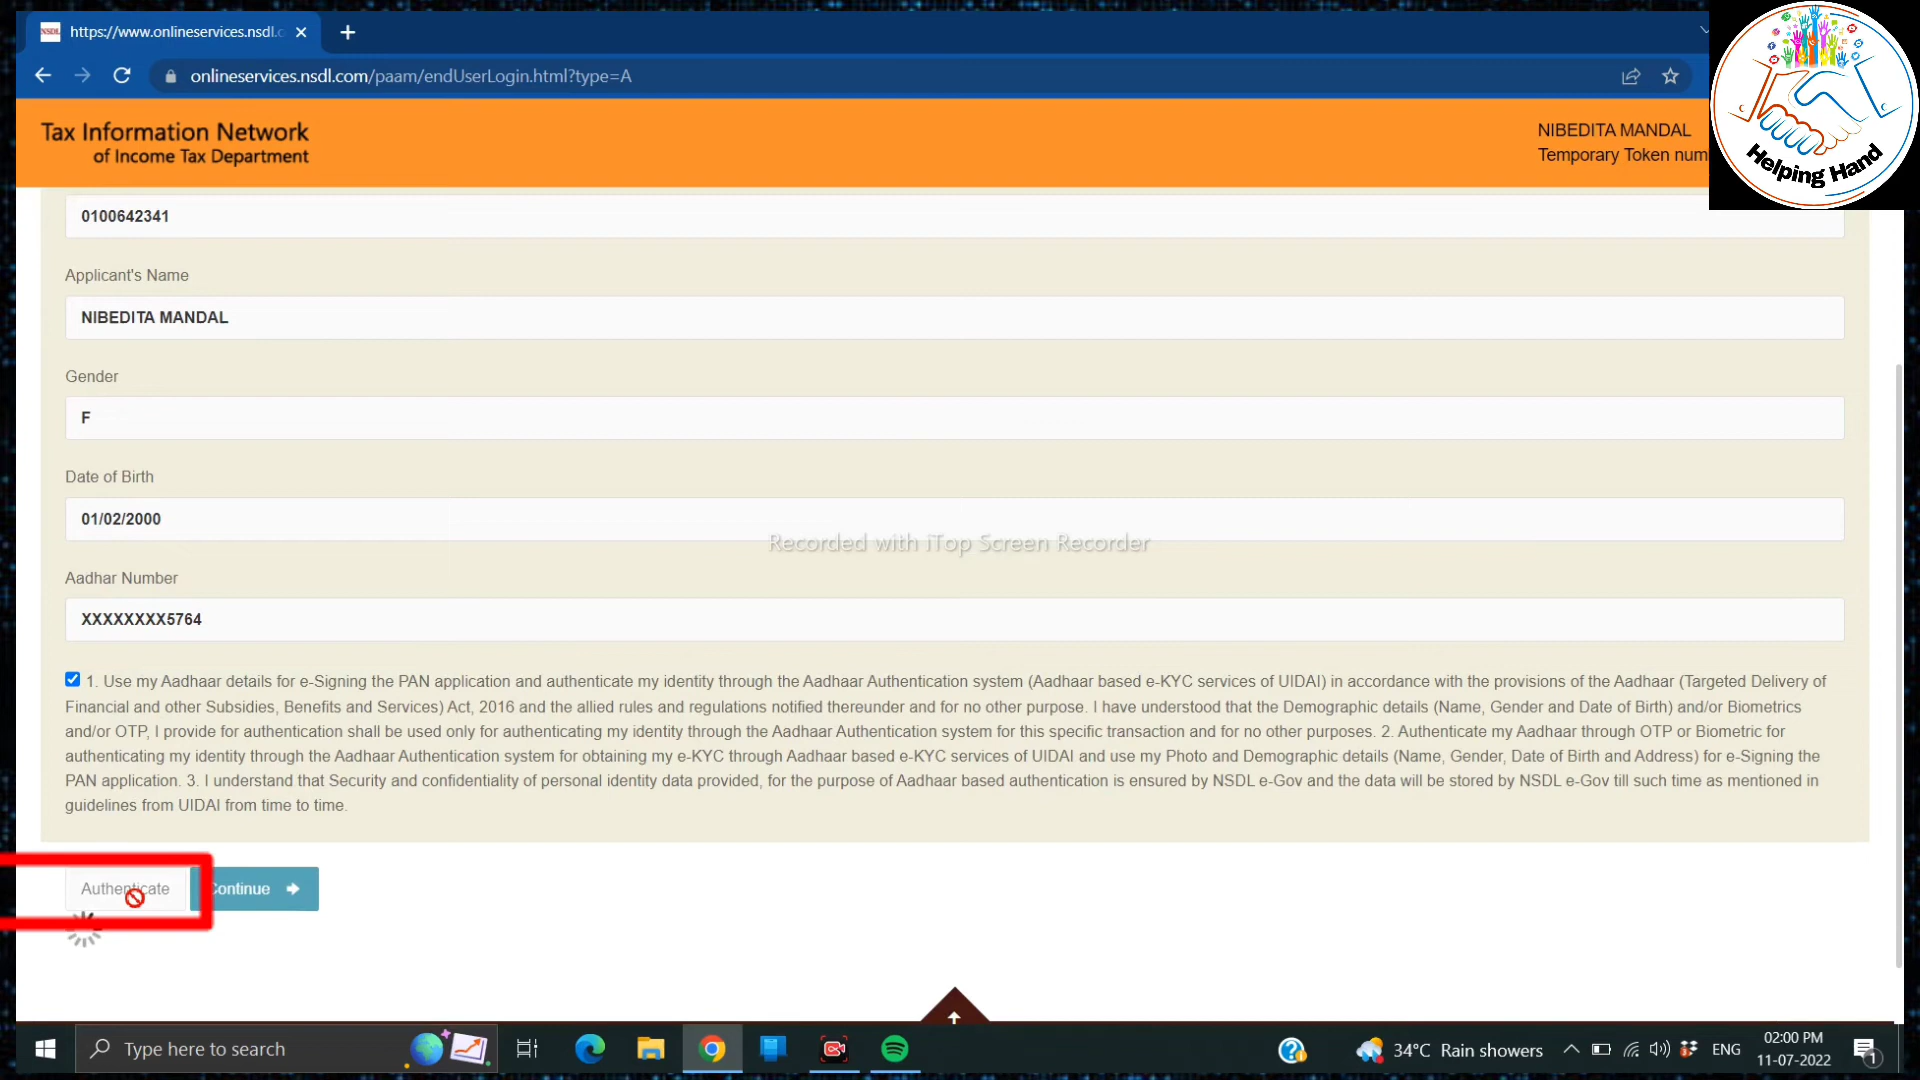 https://www.onlineservices.nsdl.c
onlineservices.nsdl.com/paam/endUserLogin.html?type=A
Tax Information Network
of Income Tax Department
NIBEDITA MANDAL
Temporary Token num
Helping Hand
0100642341
Applicant's Name
NIBEDITA MANDAL
Gender
F
Date of Birth
01/02/2000
Recorded with iTop Screen Recorder
Aadhar Number
XXXXXXXX5764
1. Use my Aadhaar details for e-Signing the PAN application and authenticate my identity through the Aadhaar Authentication system (Aadhaar based e-KYC services of UIDAI) in accordance with the provisions of the Aadhaar (Targeted Delivery of
Financial and other Subsidies, Benefits and Services) Act, 2016 and the allied rules and regulations notified thereunder and for no other purpose. I have understood that the Demographic details (Name, Gender and Date of Birth) and/or Biometrics
and/or OTP, I provide for authentication shall be used only for authenticating my identity through the Aadhaar Authentication system for this specific transaction and for no other purposes. 2. Authenticate my Aadhaar through OTP or Biometric for
authenticating my identity through the Aadhaar Authentication system for obtaining my e-KYC through Aadhaar based e-KYC services of UIDAI and use my Photo and Demographic details (Name, Gender, Date of Birth and Address) for e-Signing the
PAN application. 3. I understand that Security and confidentiality of personal identity data provided, for the purpose of Aadhaar based authentication is ensured by NSDL e-Gov and the data will be stored by NSDL e-Gov till such time as mentioned in
guidelines from UIDAI from time to time.
Authenticate
Continue
Type here to search
34°C Rain showers
ENG
02:00 PM
11-07-2022
1